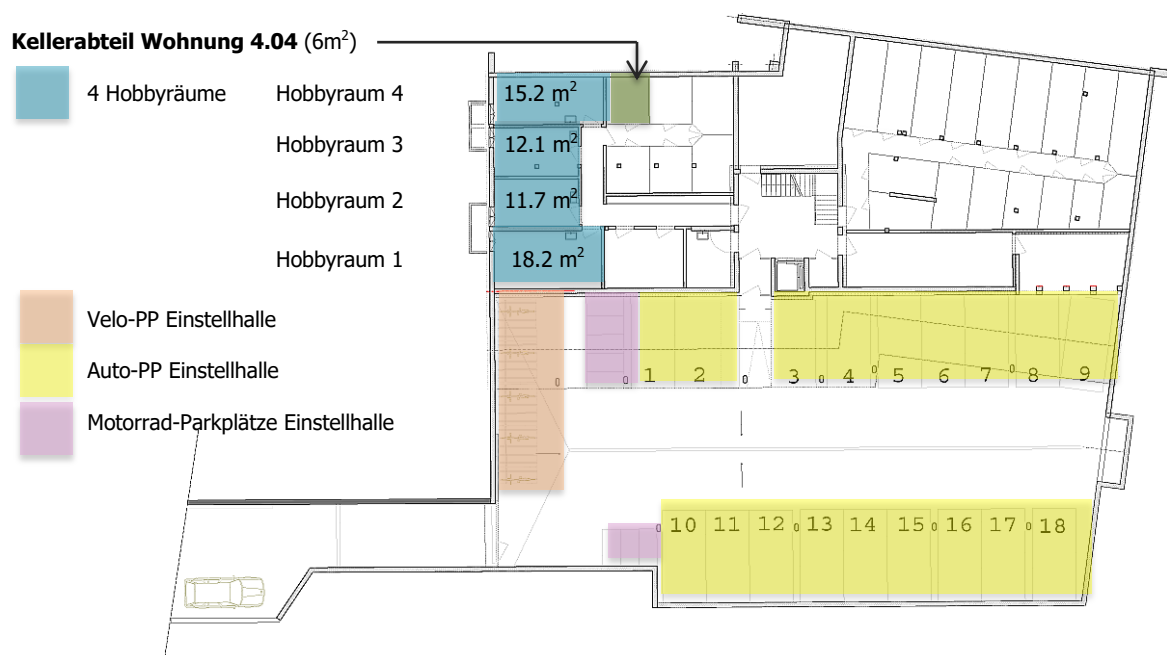 Kellerabteil Wohnung 4.04 (6m²)
4 Hobbyräume
Hobbyraum 4
15.2 m²
Hobbyraum 3
12.1 m²
Hobbyraum 2
11.7 m²
Hobbyraum 1
18.2 m²
Velo-PP Einstellhalle
Auto-PP Einstellhalle
Motorrad-Parkplätze Einstellhalle
1 2 3 4 5 6 7 8 9
10 11 12 13 14 15 16 17 18